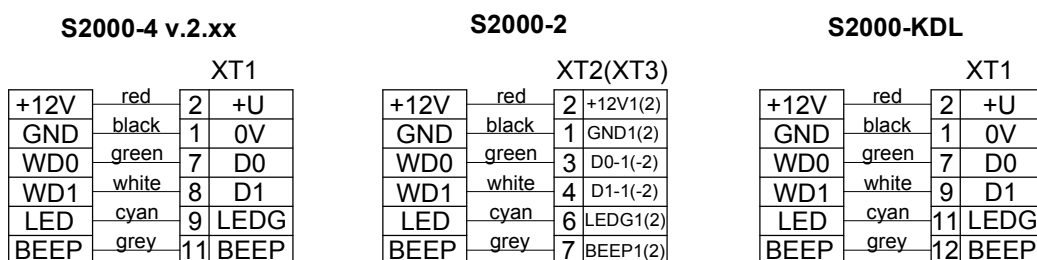 S2000-4 v.2.xx
XT1
+12V red 2 +U
GND black 1 0V
WD0 green 7 D0
WD1 white 8 D1
LED cyan 9 LEDG
BEEP grey 11 BEEP
S2000-2
XT2(XT3)
+12V red 2 +12V1(2)
GND black 1 GND1(2)
WD0 green 3 D0-1(-2)
WD1 white 4 D1-1(-2)
LED cyan 6 LEDG1(2)
BEEP grey 7 BEEP1(2)
S2000-KDL
XT1
+12V red 2 +U
GND black 1 0V
WD0 green 7 D0
WD1 white 9 D1
LED cyan 11 LEDG
BEEP grey 12 BEEP